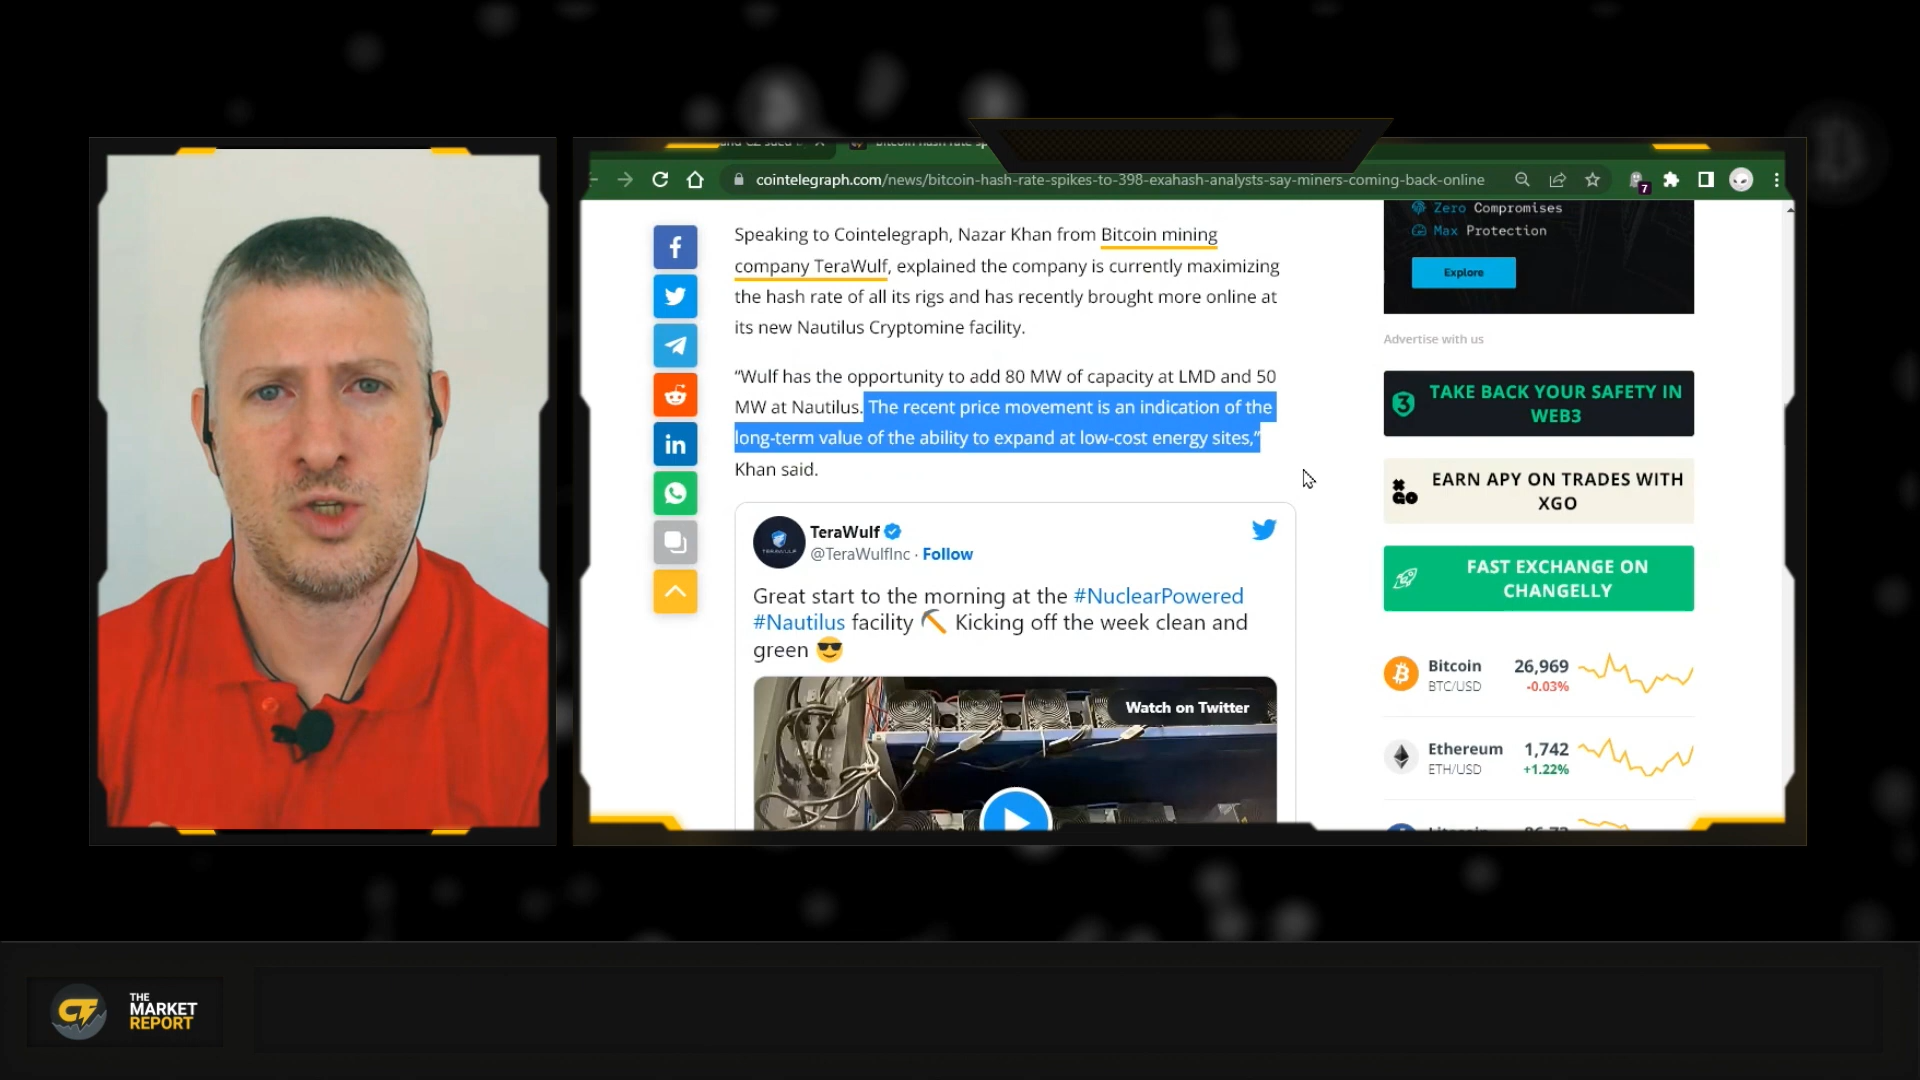 cointelegraph.com/news/bitcoin-hash-rate-spikes-to-398-exahash-analysts-say-miners-coming-back-online
7
Speaking to Cointelegraph, Nazar Khan from Bitcoin mining
company TeraWulf, explained the company is currently maximizing
the hash rate of all its rigs and has recently brought more online at
its new Nautilus Cryptomine facility.
“Wulf has the opportunity to add 80 MW of capacity at LMD and 50
MW at Nautilus. The recent price movement is an indication of the
long-term value of the ability to expand at low-cost energy sites,”
Khan said.
TeraWulf
@TeraWulfInc · Follow
Great start to the morning at the #NuclearPowered
#Nautilus facility ⛏ Kicking off the week clean and
green 😎
Watch on Twitter
Zero Compromises
Max Protection
Explore
Advertise with us
TAKE BACK YOUR SAFETY IN
WEB3
EARN APY ON TRADES WITH
XGO
FAST EXCHANGE ON
CHANGELLY
Bitcoin 26,969
BTC/USD -0.03%
Ethereum 1,742
ETH/USD +1.22%
THE
MARKET
REPORT